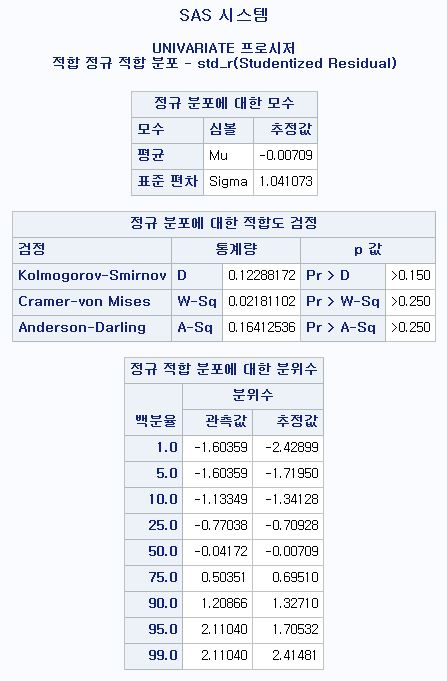 SAS 시스템
UNIVARIATE 프로시저
적합 정규 적합 분포 - std_r(Studentized Residual)
정규 분포에 대한 모수
모수 심볼 추정값
평균 Mu -0.00709
표준 편차 Sigma 1.041073
정규 분포에 대한 적합도 검정
검정 통계량 p 값
Kolmogorov-Smirnov D 0.12288172 Pr > D >0.150
Cramer-von Mises W-Sq 0.02181102 Pr > W-Sq >0.250
Anderson-Darling A-Sq 0.16412536 Pr > A-Sq >0.250
정규 적합 분포에 대한 분위수
분위수
백분율 관측값 추정값
1.0 -1.60359 -2.42899
5.0 -1.60359 -1.71950
10.0 -1.13349 -1.34128
25.0 -0.77038 -0.70928
50.0 -0.04172 -0.00709
75.0 0.50351 0.69510
90.0 1.20866 1.32710
95.0 2.11040 1.70532
99.0 2.11040 2.41481